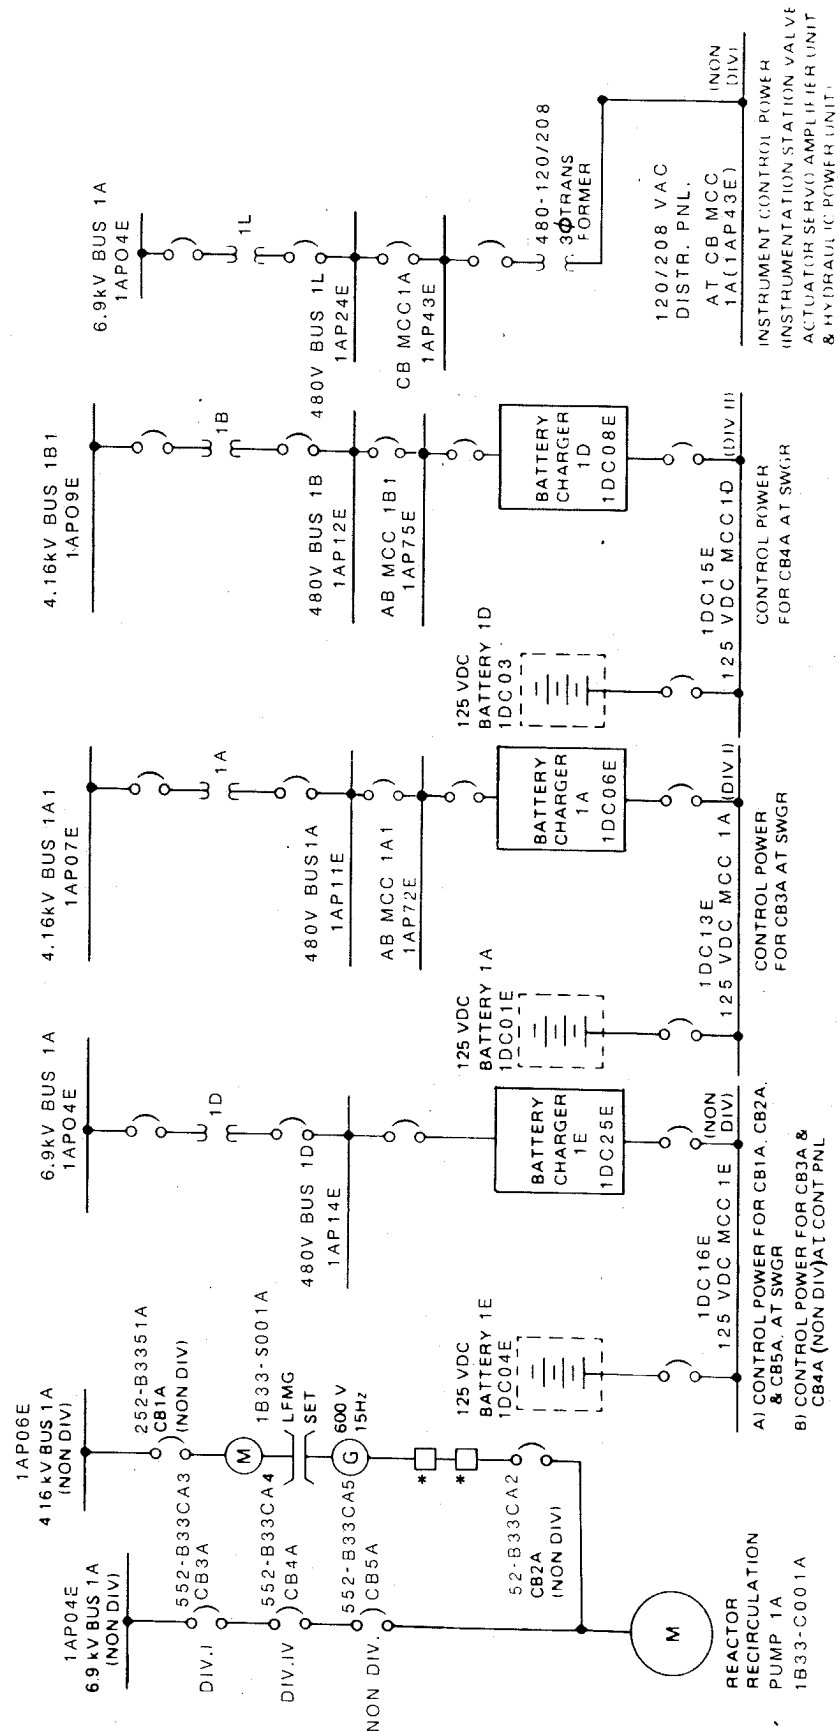 1AP04E
6.9 kV BUS 1A
(NON DIV)
1AP06E
4 16 kV BUS 1A
(NON DIV)
252-B3351A
CB1A
(NON DIV)
552-B33CA3
CB3A
DIV.I
M
1B33-S001A
LFMG
SET
552-B33CA4
CB4A
DIV.IV
G
600 V
15Hz
552-B33CA5
CB5A
NON DIV.
*
*
52-B33CA2
CB2A
(NON DIV)
M
REACTOR
RECIRCULATION
PUMP 1A
1B33-C001A
6.9kV BUS 1A
1AP04E
1D
480V BUS 1D
1AP14E
BATTERY
CHARGER
1E
1DC25E
125 VDC
BATTERY 1E
1DC04E
1DC16E
125 VDC MCC 1E
(NON
DIV)
A) CONTROL POWER FOR CB1A, CB2A,
& CB5A, AT SWGR
B) CONTROL POWER FOR CB3A &
CB4A (NON DIV) AT CONT PNL
4.16kV BUS 1A1
1AP07E
1A
480V BUS1A
1AP11E
AB MCC 1A1
1AP72E
BATTERY
CHARGER
1A
1DC06E
125 VDC
BATTERY 1A
1DC01E
1DC13E
125 VDC MCC 1A
(DIV I)
CONTROL POWER
FOR CB3A AT SWGR
4.16kV BUS 1B1
1AP09E
1B
480V BUS 1B
1AP12E
AB MCC 1B1
1AP75E
BATTERY
CHARGER
1D
1DC08E
125 VDC
BATTERY 1D
1DC03
1DC15E
125 VDC MCC1D
CONTROL POWER
FOR CB4A AT SWGR
6.9kV BUS 1A
1AP04E
1L
480V BUS 1L
1AP24E
CB MCC1A
1AP43E
480-120/208
3ΦTRANS
FORMER
120/208 VAC
DISTR. PNL.
AT CB MCC
1A(1AP43E)
(NON
DIV)
INSTRUMENT CONTROL POWER
(INSTRUMENTATION STATION VALVE
ACTUATOR SERVO AMPLIFIER UNIT
& HYDRAULIC POWER UNIT)